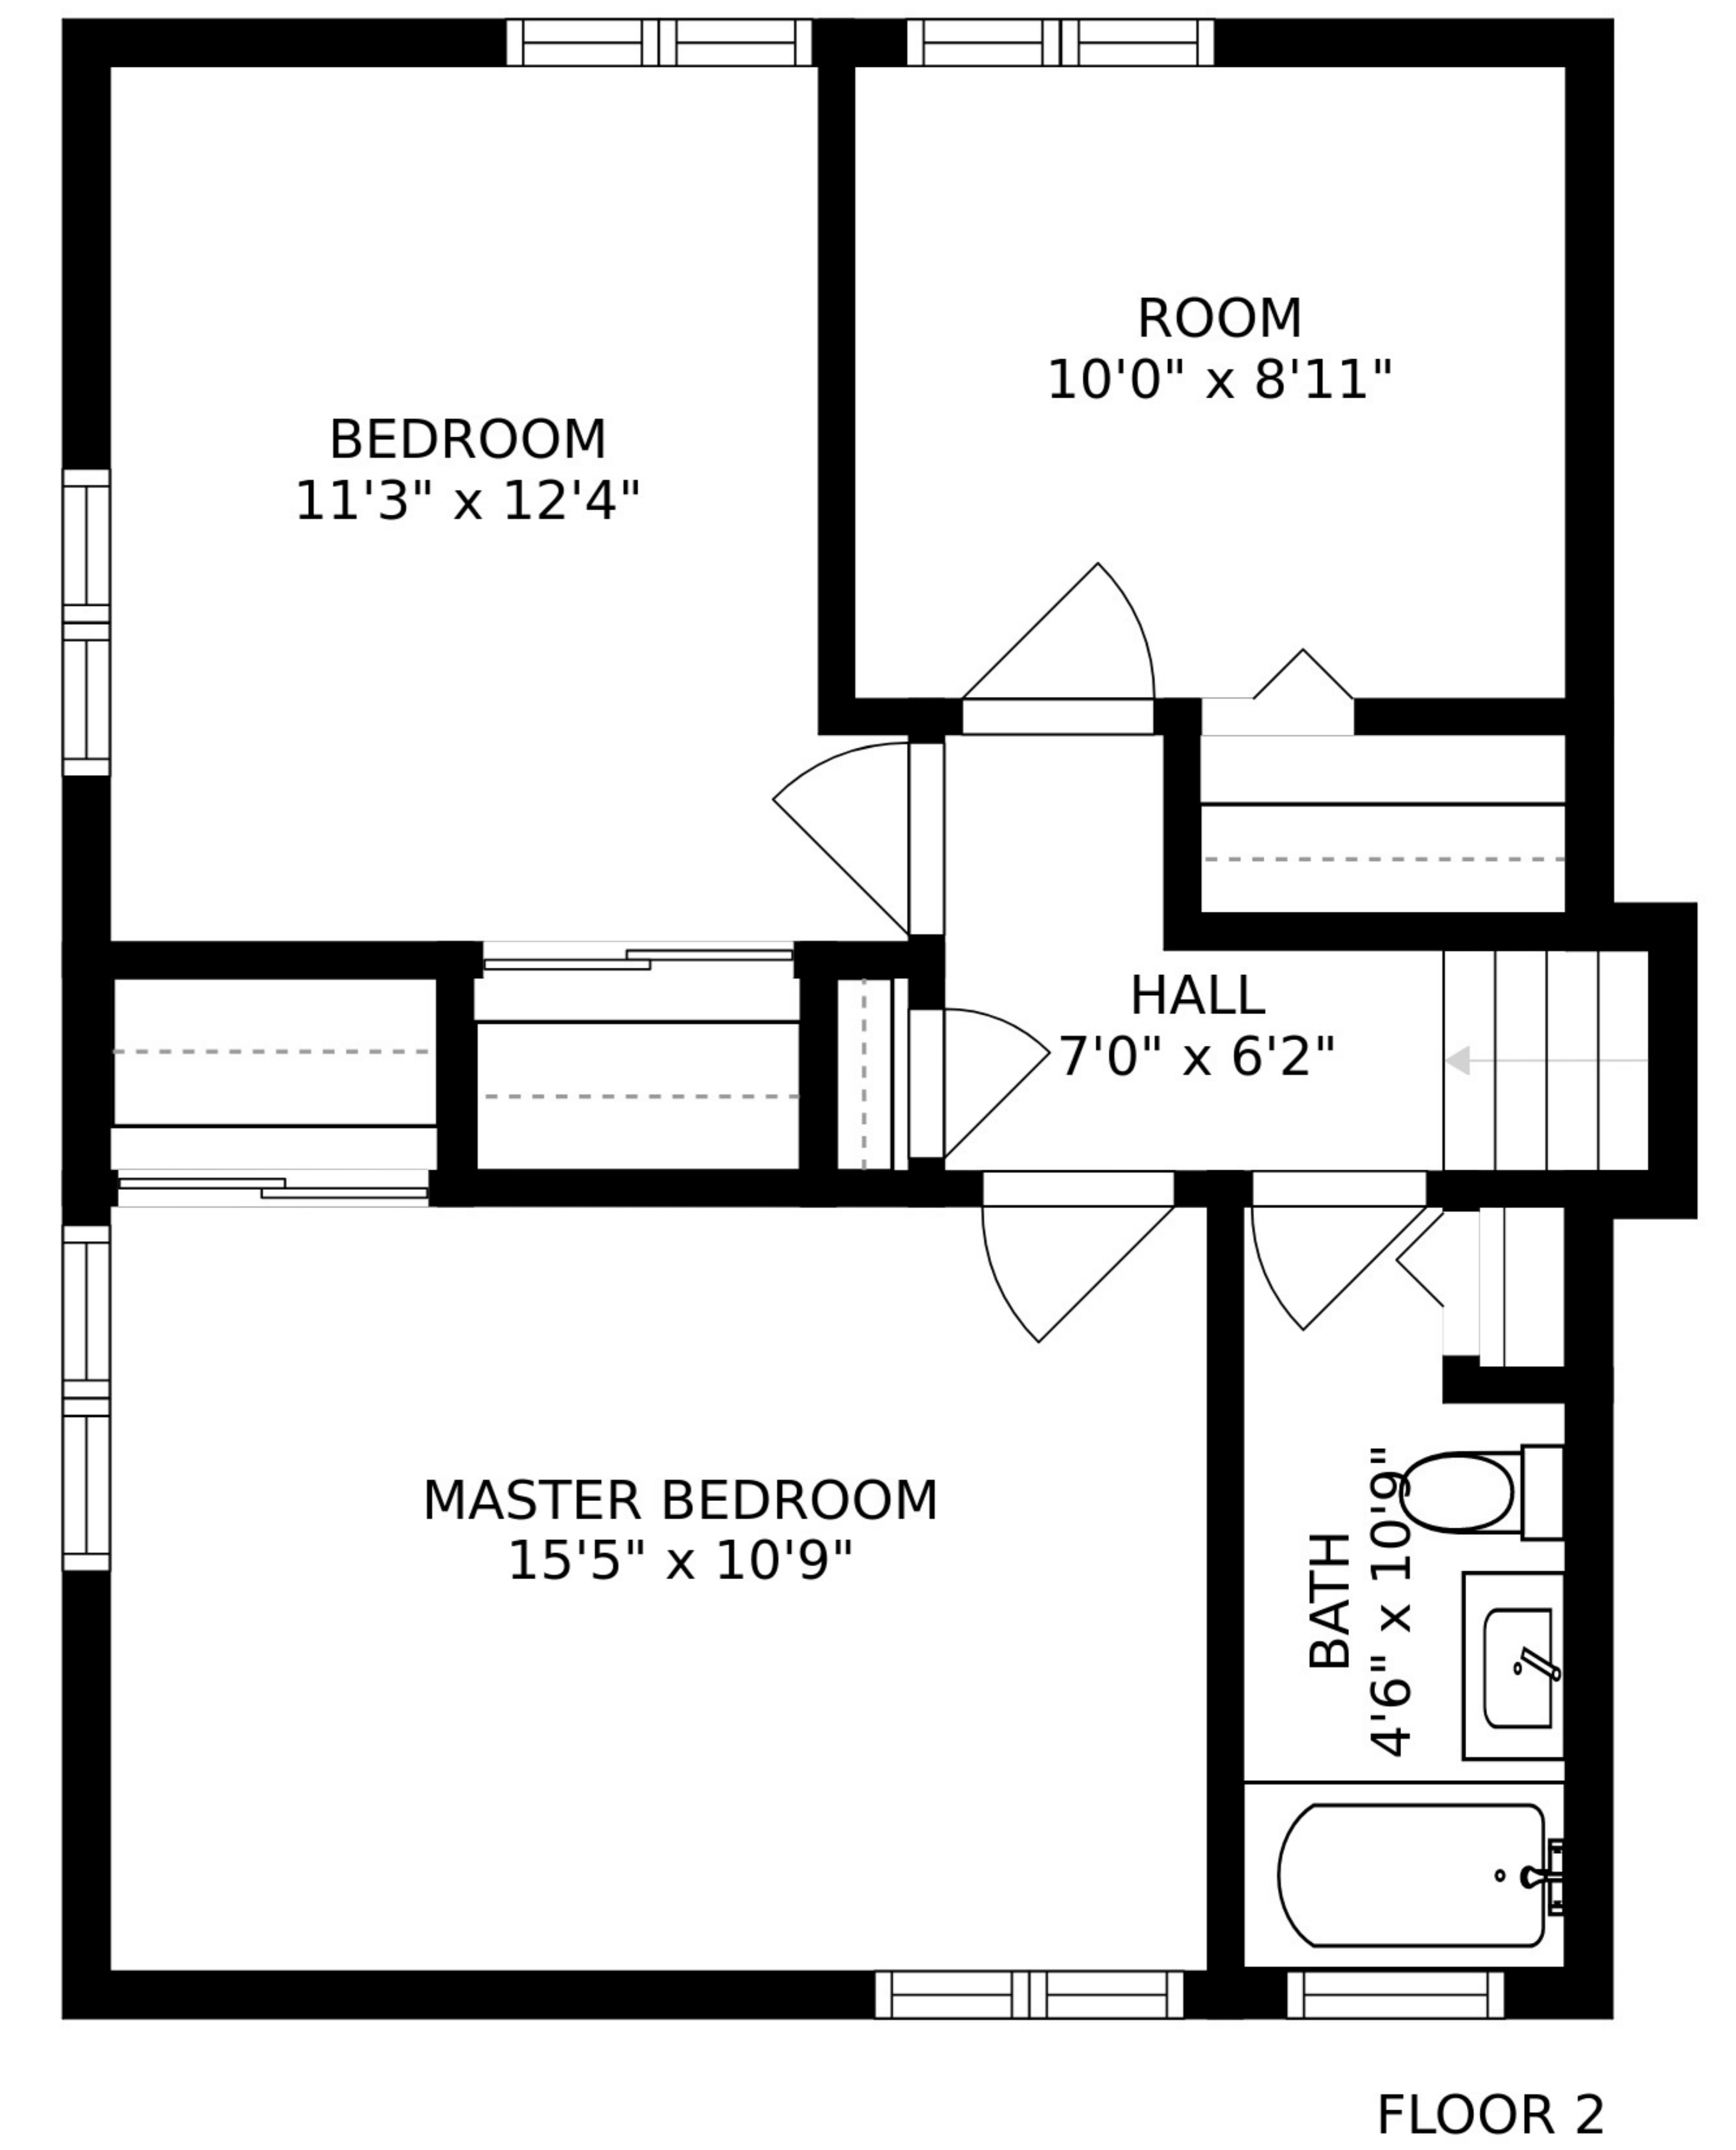 ROOM
10'0" x 8'11"
BEDROOM
11'3" x 12'4"
HALL
7'0" x 6'2"
MASTER BEDROOM
15'5" x 10'9"
BATH
4'6" x 10'9"
FLOOR 2